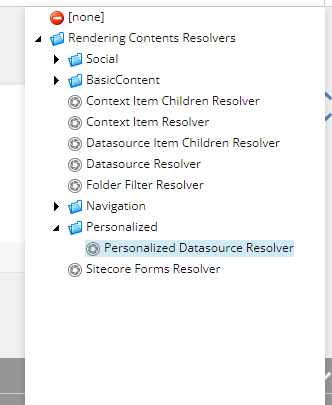 [none]
Rendering Contents Resolvers
Social
BasicContent
Context Item Children Resolver
Context Item Resolver
Datasource Item Children Resolver
Datasource Resolver
Folder Filter Resolver
Navigation
Personalized
Personalized Datasource Resolver
Sitecore Forms Resolver